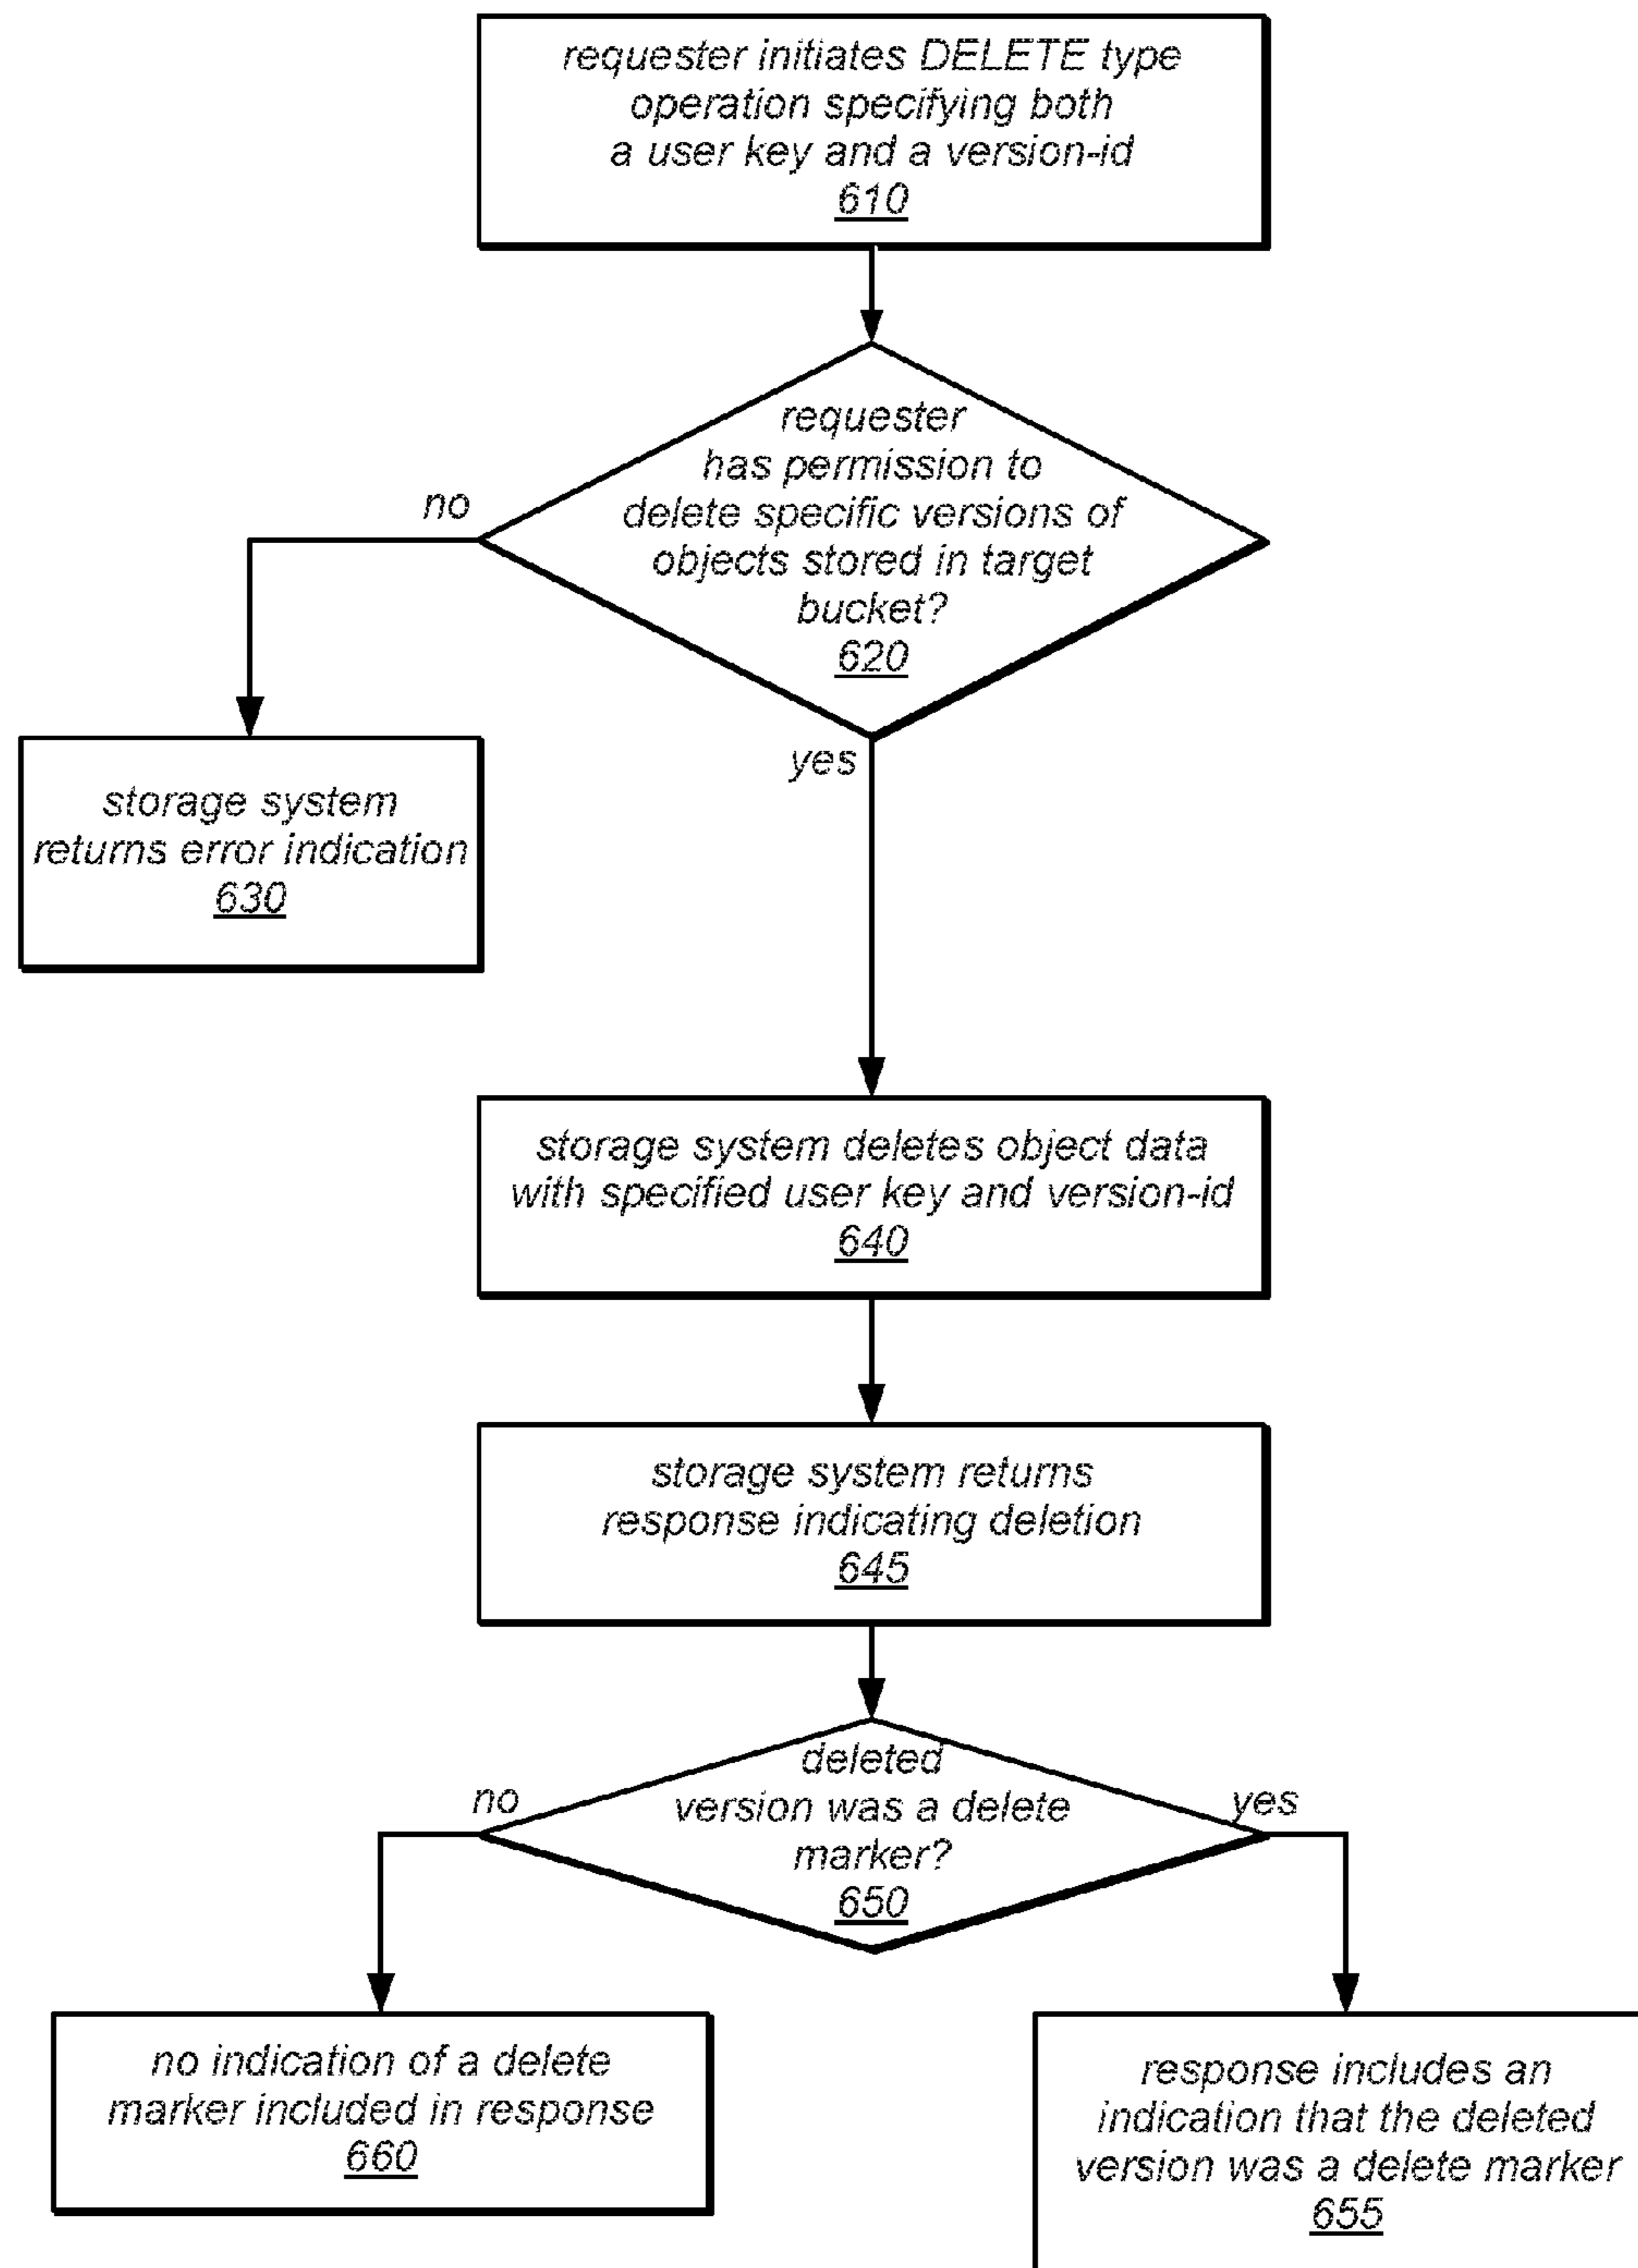 requester initiates DELETE type
operation specifying both
a user key and a version-id
610
requester
has permission to
delete specific versions of
objects stored in target
bucket?
620
no
yes
storage system
returns error indication
630
storage system deletes object data
with specified user key and version-id
640
storage system returns
response indicating deletion
645
deleted
version was a delete
marker?
650
no
yes
no indication of a delete
marker included in response
660
response includes an
indication that the deleted
version was a delete marker
655